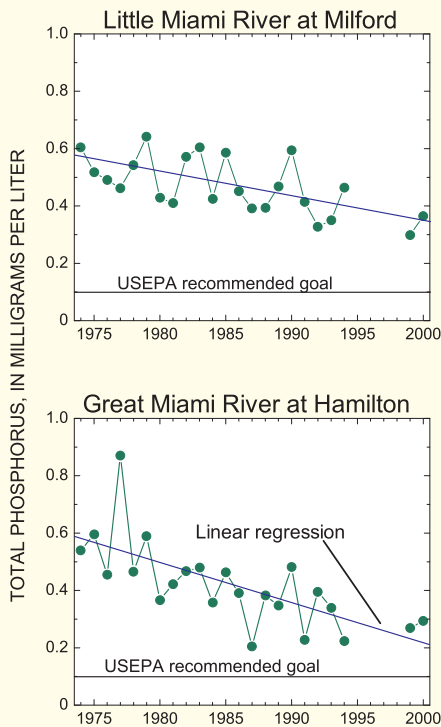 Little Miami River at Milford
1.0
0.8
0.6
0.4
0.2
0
USEPA recommended goal
1975 1980 1985 1990 1995 2000
TOTAL PHOSPHORUS, IN MILLIGRAMS PER LITER
Great Miami River at Hamilton
1.0
0.8
0.6
Linear regression
0.4
0.2
USEPA recommended goal
0
1975 1980 1985 1990 1995 2000